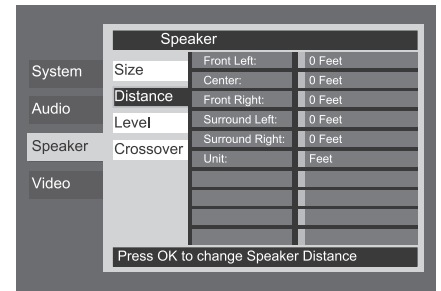 Speaker
System
Audio
Speaker
Video
Size
Distance
Level
Crossover
Front Left: 0 Feet
Center: 0 Feet
Front Right: 0 Feet
Surround Left: 0 Feet
Surround Right: 0 Feet
Unit: Feet
Press OK to change Speaker Distance